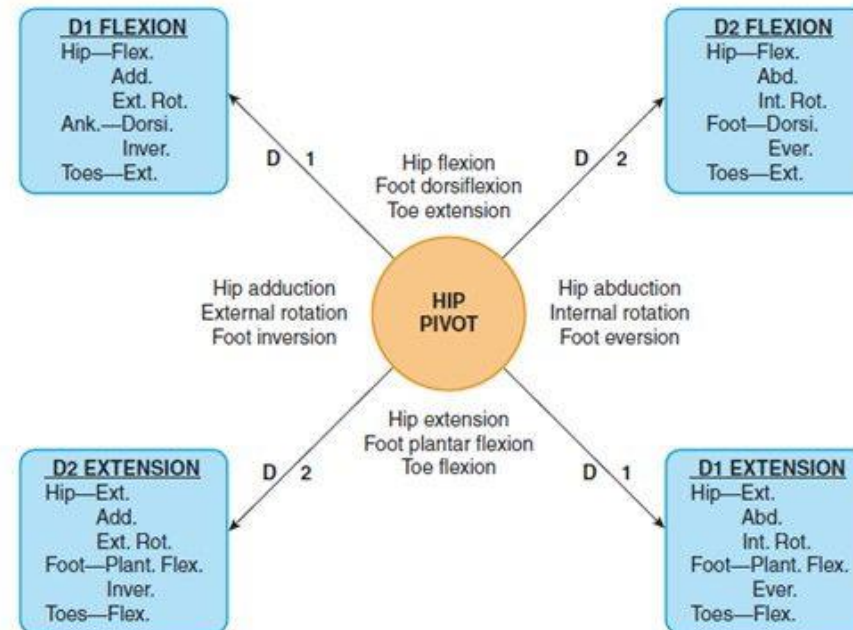 D1 FLEXION
Hip—Flex.
Add.
Ext. Rot.
Ank.—Dorsi.
Inver.
Toes—Ext.
D2 FLEXION
Hip—Flex.
Abd.
Int. Rot.
Foot—Dorsi.
Ever.
Toes—Ext.
D 1
Hip flexion
Foot dorsiflexion
Toe extension
D 2
Hip adduction
External rotation
Foot inversion
HIP
PIVOT
Hip abduction
Internal rotation
Foot eversion
D 2
Hip extension
Foot plantar flexion
Toe flexion
D 1
D2 EXTENSION
Hip—Ext.
Add.
Ext. Rot.
Foot—Plant. Flex.
Inver.
Toes—Flex.
D1 EXTENSION
Hip—Ext.
Abd.
Int. Rot.
Foot—Plant. Flex.
Ever.
Toes—Flex.